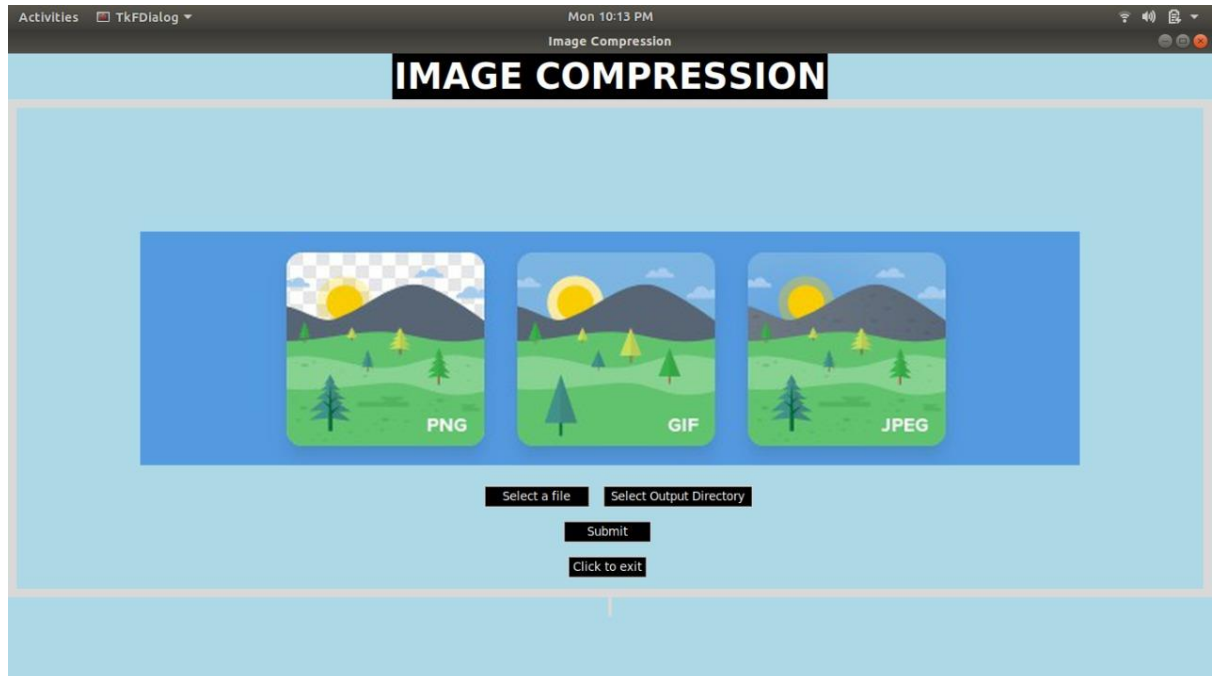 Activities TkFDialog Mon 10:13 PM
Image Compression
IMAGE COMPRESSION
PNG GIF JPEG
Select a file Select Output Directory
Submit
Click to exit